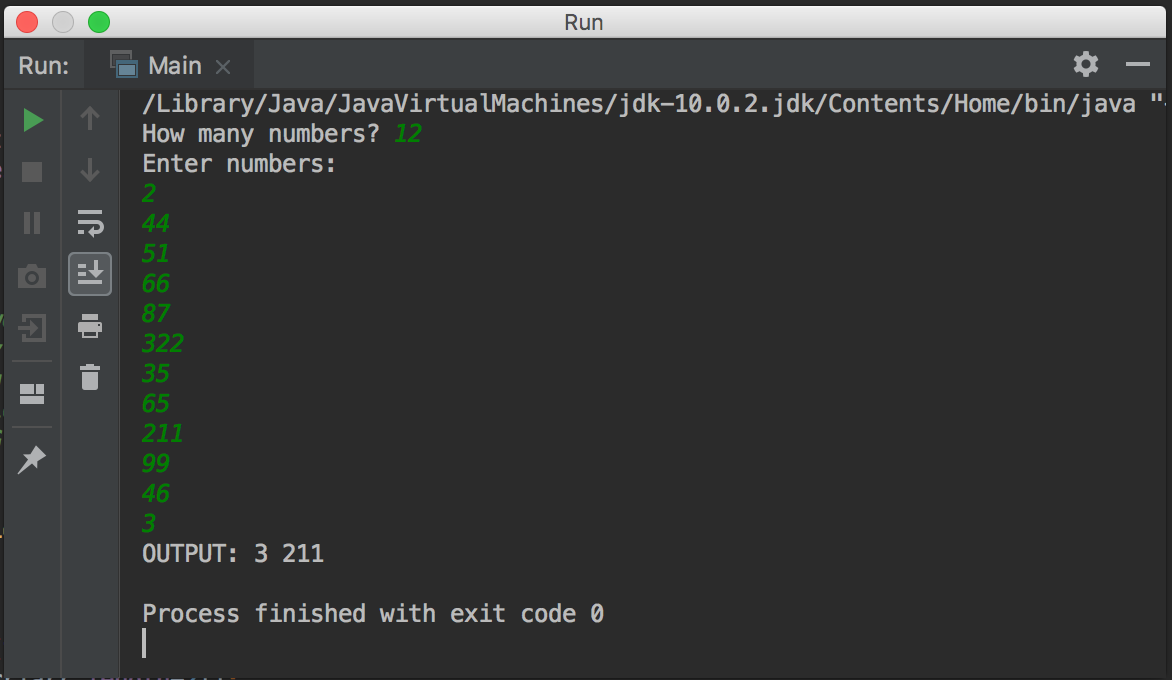 Run
Run: Main
/Library/Java/JavaVirtualMachines/jdk-10.0.2.jdk/Contents/Home/bin/java "
How many numbers? 12
Enter numbers:
2
44
51
66
87
322
35
65
211
99
46
3
OUTPUT: 3 211
Process finished with exit code 0